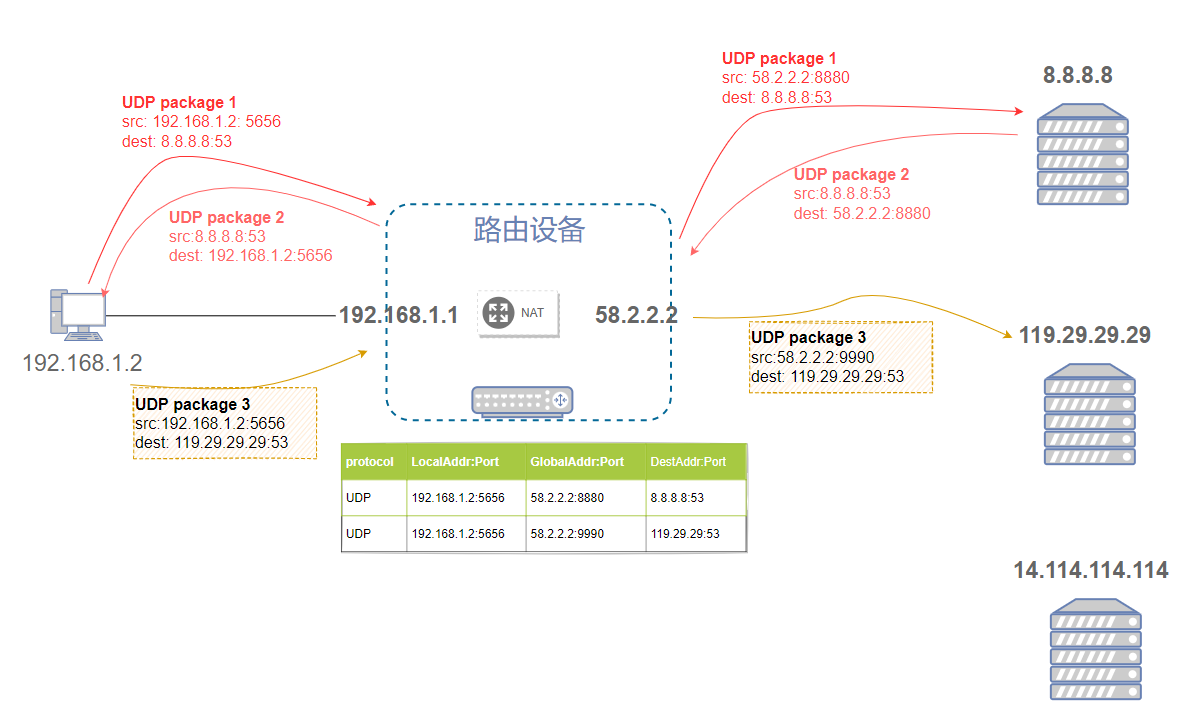 UDP package 1
src: 58.2.2.2:8880
dest: 8.8.8.8:53
8.8.8.8
UDP package 1
src: 192.168.1.2: 5656
dest: 8.8.8.8:53
UDP package 2
src:8.8.8.8:53
dest: 58.2.2.2:8880
UDP package 2
src:8.8.8.8:53
dest: 192.168.1.2:5656
路由设备
192.168.1.1
NAT
58.2.2.2
192.168.1.2
UDP package 3
src:58.2.2.2:9990
dest: 119.29.29.29:53
119.29.29.29
UDP package 3
src:192.168.1.2:5656
dest: 119.29.29.29:53
protocol LocalAddr:Port GlobalAddr:Port DestAddr:Port
UDP 192.168.1.2:5656 58.2.2.2:8880 8.8.8.8:53
UDP 192.168.1.2:5656 58.2.2.2:9990 119.29.29:53
14.114.114.114